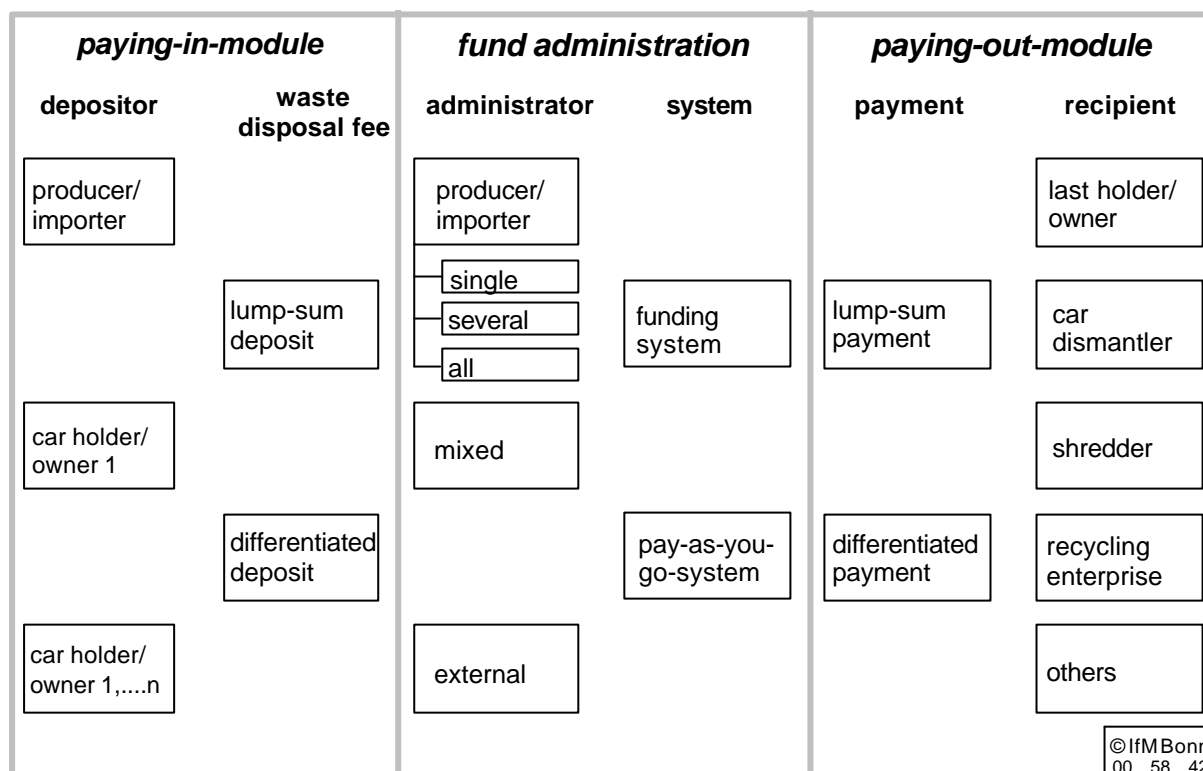 paying-in-module
fund administration
paying-out-module
depositor
waste
disposal fee
administrator
system
payment
recipient
producer/
importer
producer/
importer
last holder/
owner
single
several
all
lump-sum
deposit
funding
system
lump-sum
payment
car
dismantler
car holder/
owner 1
mixed
shredder
differentiated
deposit
pay-as-you-
go-system
differentiated
payment
recycling
enterprise
car holder/
owner 1,....n
external
others
©IfM Bonn
00 58 42